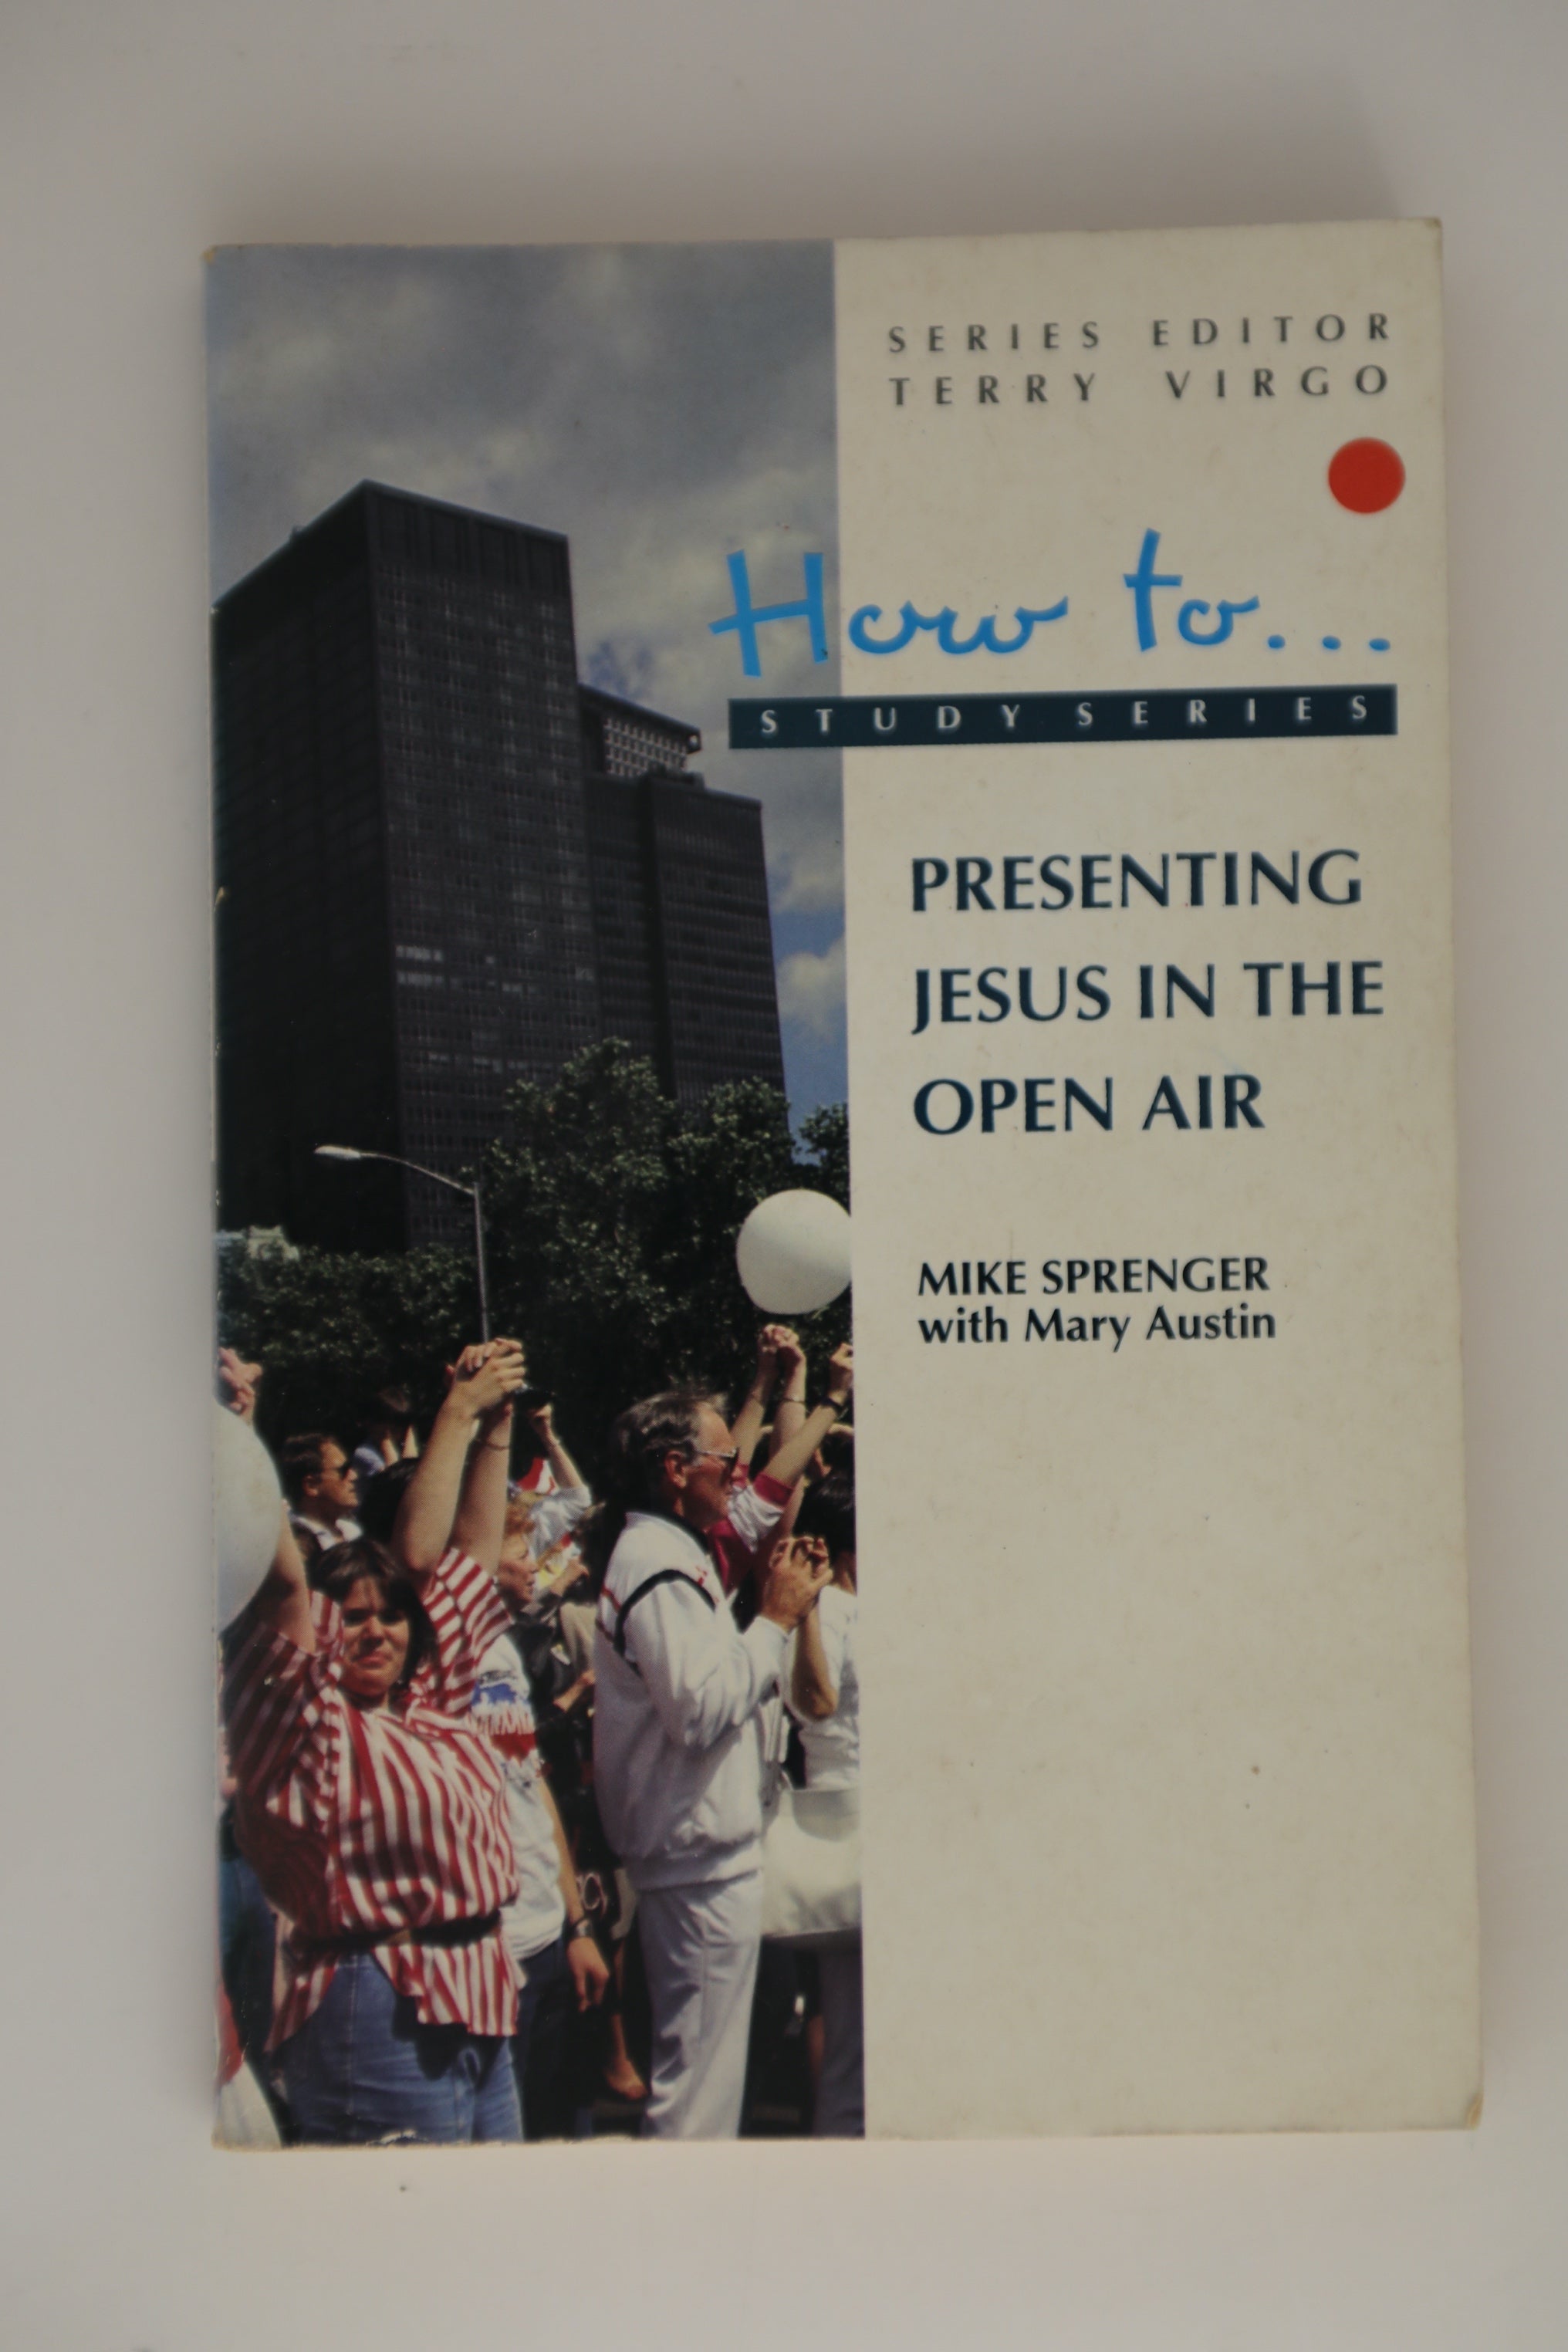 SERIES EDITOR
TERRY VIRGO
How to...
STUDY SERIES
PRESENTING
JESUS IN THE
OPEN AIR
MIKE SPRENGER
with Mary Austin